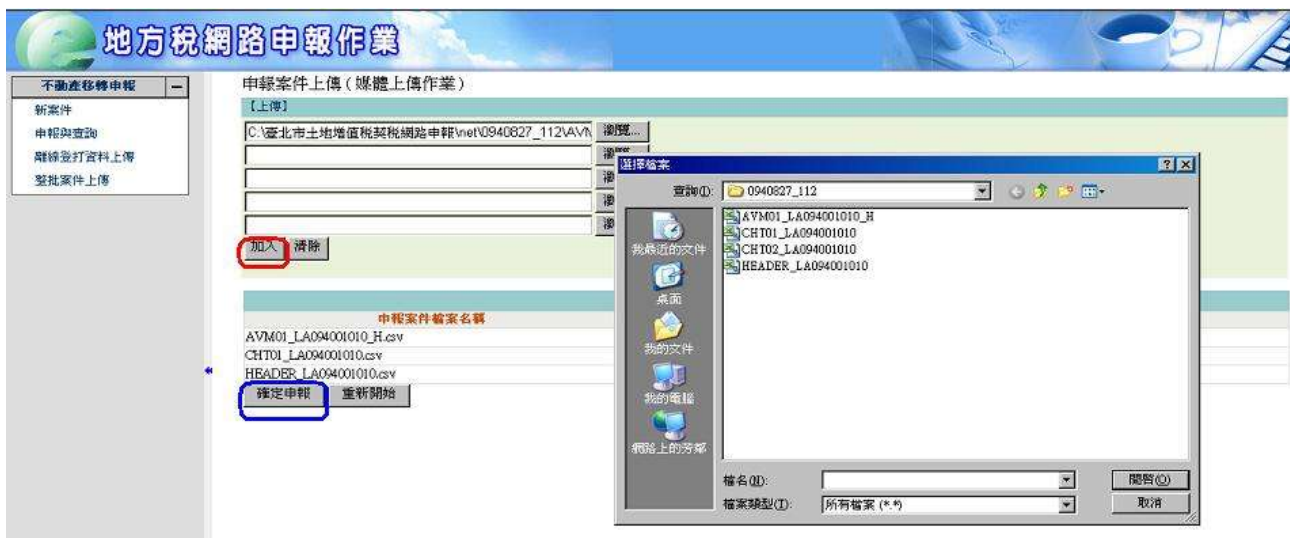 地方稅網路申報作業
不動產移轉申報
新案件
申報與查詢
離線登打資料上傳
整批案件上傳
申報案件上傳(媒體上傳作業)
【上傳】
C:\臺北市土地增值稅契稅網路申報\net\0940827_112\AVM 瀏覽...
加入 清除
申報案件檔案名稱
AVM01_LA094001010_H.csv
CHT01_LA094001010.csv
HEADER_LA094001010.csv
確定申報 重新開始
選擇檔案
查詢(I): 0940827_112
我最近的文件
桌面
我的文件
我的電腦
網路上的芳鄰
AVM01_LA094001010_H
CHT01_LA094001010
CHT02_LA094001010
HEADER_LA094001010
檔名(N): 開啟(O)
檔案類型(T): 所有檔案 (*.*) 取消